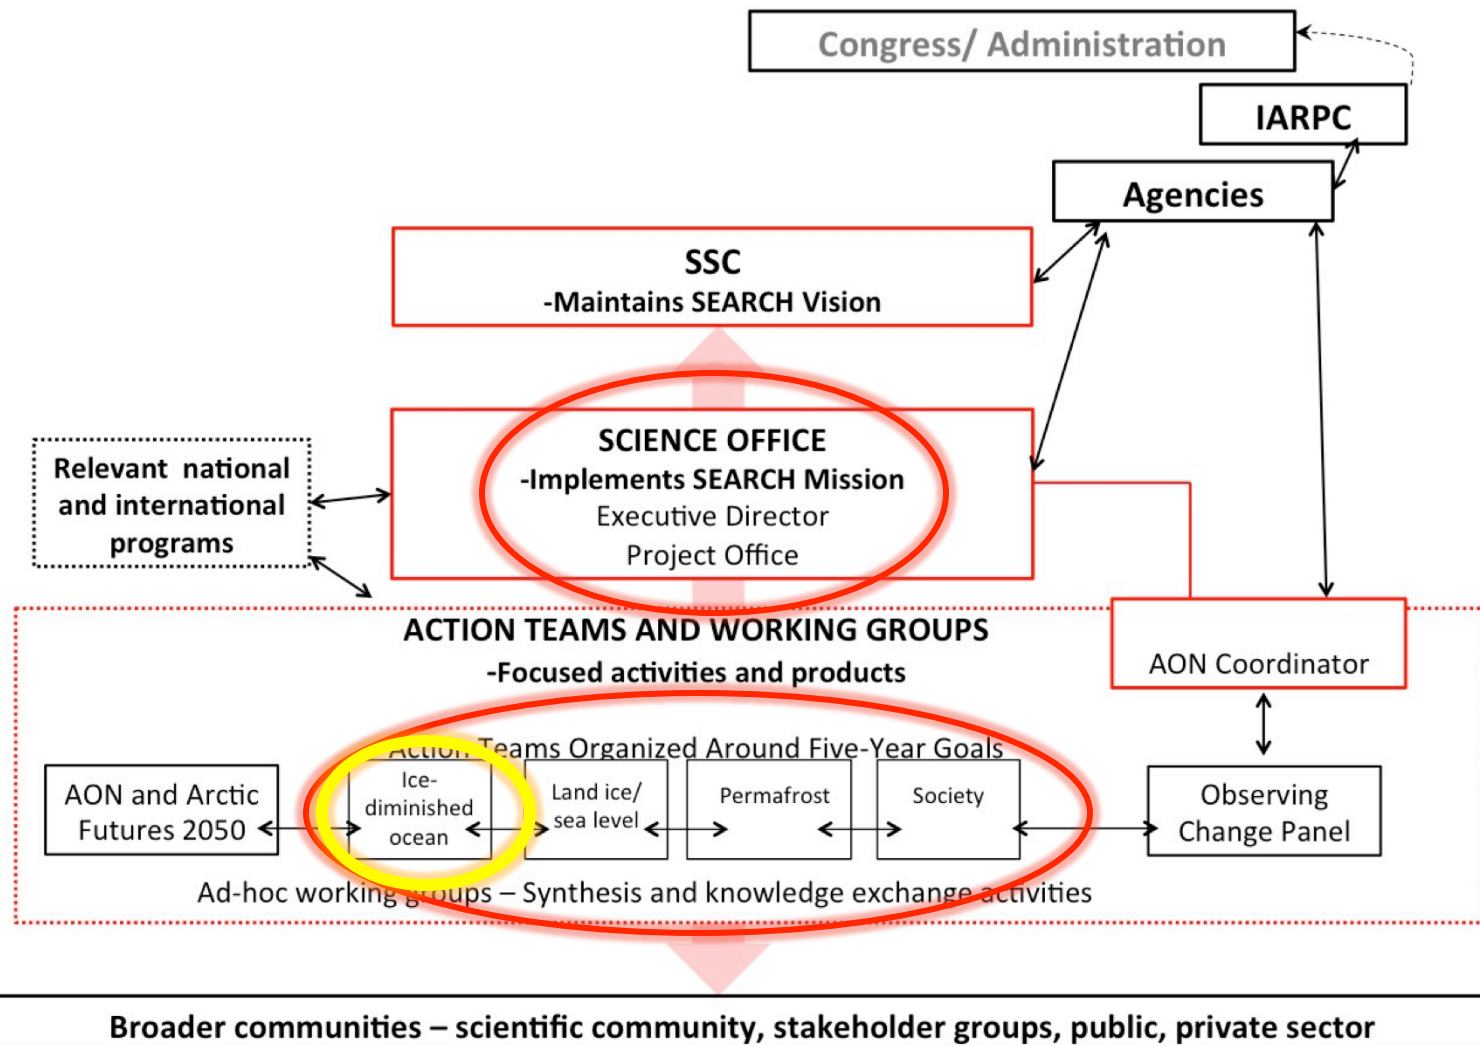 Congress/ Administration
IARPC
Agencies
SSC
-Maintains SEARCH Vision
SCIENCE OFFICE
-Implements SEARCH Mission
Executive Director
Project Office
Relevant national
and international
programs
ACTION TEAMS AND WORKING GROUPS
-Focused activities and products
AON Coordinator
Action Teams Organized Around Five-Year Goals
AON and Arctic
Futures 2050
Ice-
diminished
ocean
Land ice/
sea level
Permafrost
Society
Observing
Change Panel
Ad-hoc working groups – Synthesis and knowledge exchange activities
Broader communities – scientific community, stakeholder groups, public, private sector